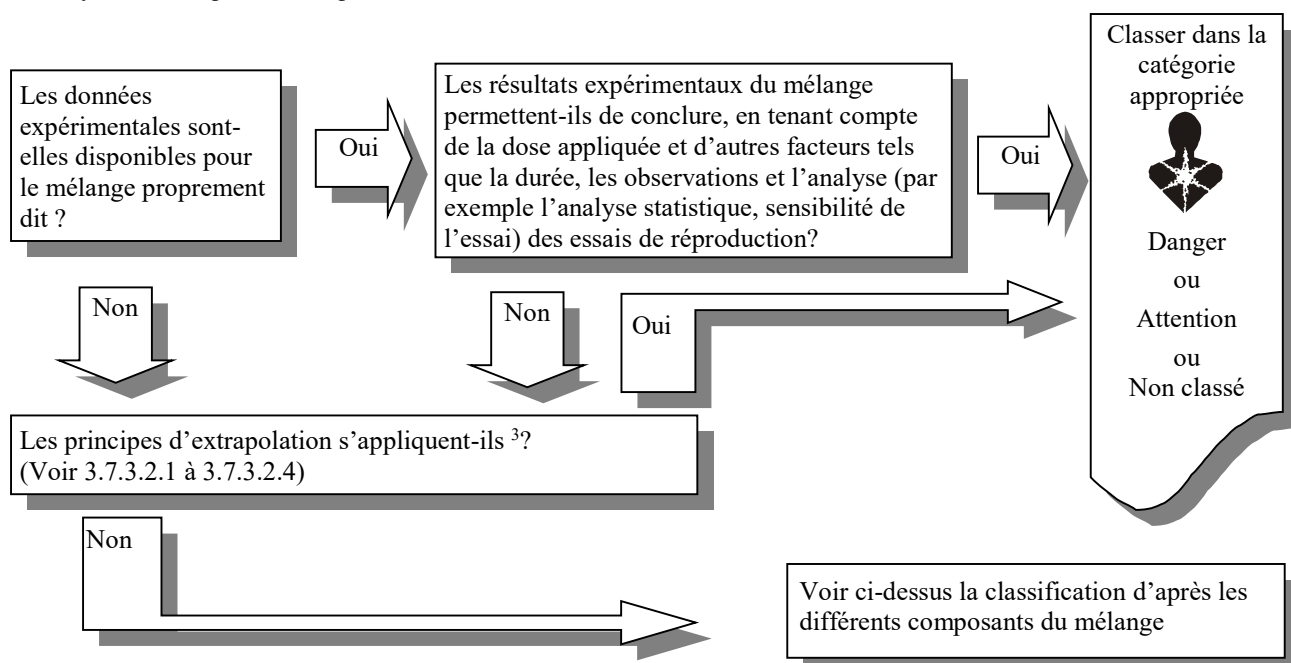 Les données
expérimentales sont-
elles disponibles pour
le mélange proprement
dit ?
Oui
Les résultats expérimentaux du mélange
permettent-ils de conclure, en tenant compte
de la dose appliquée et d'autres facteurs tels
que la durée, les observations et l'analyse (par
exemple l'analyse statistique, sensibilité de
l'essai) des essais de réproduction?
Oui
Classer dans la
catégorie
appropriée
Danger
ou
Attention
ou
Non classé
Non
Non
Oui
Les principes d'extrapolation s'appliquent-ils ³?
(Voir 3.7.3.2.1 à 3.7.3.2.4)
Non
Voir ci-dessus la classification d'après les
différents composants du mélange